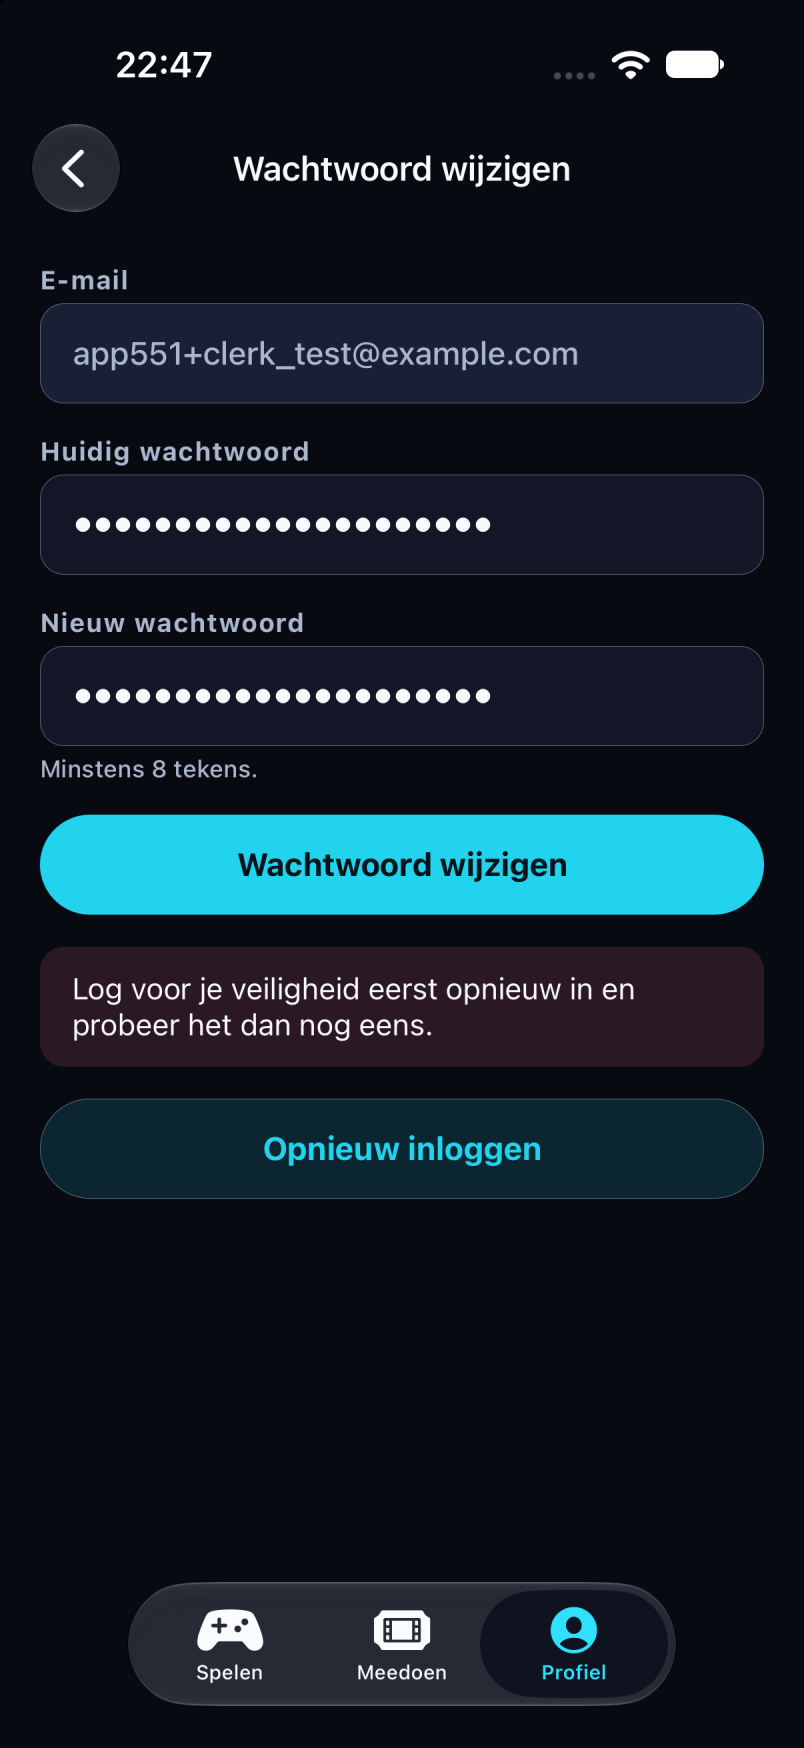 22:47
Wachtwoord wijzigen
E-mail
app551+clerk_test@example.com
Huidig wachtwoord
•••••••••••••••••••••
Nieuw wachtwoord
•••••••••••••••••••••
Minstens 8 tekens.
Wachtwoord wijzigen
Log voor je veiligheid eerst opnieuw in en
probeer het dan nog eens.
Opnieuw inloggen
Spelen
Meedoen
Profiel